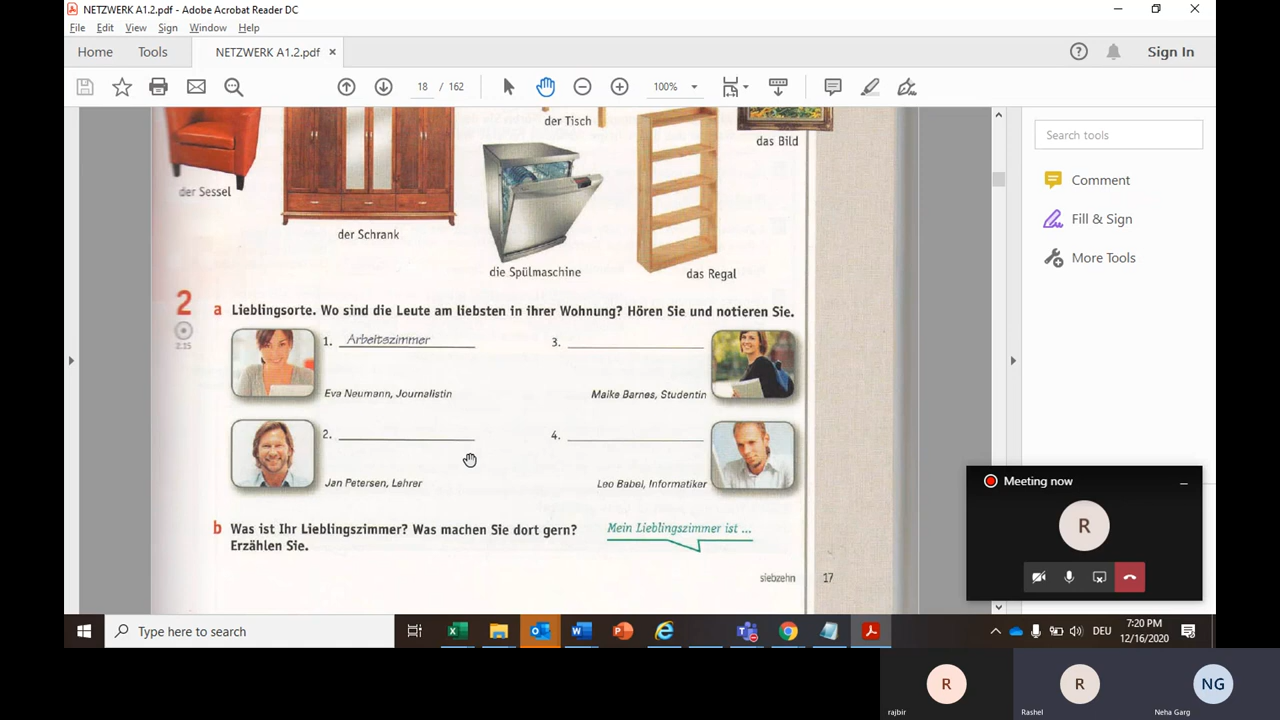 NETZWERK A1.2.pdf - Adobe Acrobat Reader DC
File Edit View Sign Window Help
Home Tools NETZWERK A1.2.pdf × Sign In
18 / 162 100%
Search tools
Comment
Fill & Sign
More Tools
der Tisch
das Bild
der Sessel
der Schrank
die Spülmaschine
das Regal
2 a Lieblingsorte. Wo sind die Leute am liebsten in ihrer Wohnung? Hören Sie und notieren Sie.
2.35
1. Arbeitszimmer
Eva Neumann, Journalistin
3.
Maike Barnes, Studentin
2.
Jan Petersen, Lehrer
4.
Leo Babel, Informatiker
b Was ist Ihr Lieblingszimmer? Was machen Sie dort gern?
Erzählen Sie.
Mein Lieblingszimmer ist ...
siebzehn 17
Meeting now
R
Type here to search
DEU
7:20 PM
12/16/2020
R R NG
rajbir Rashel Neha Garg